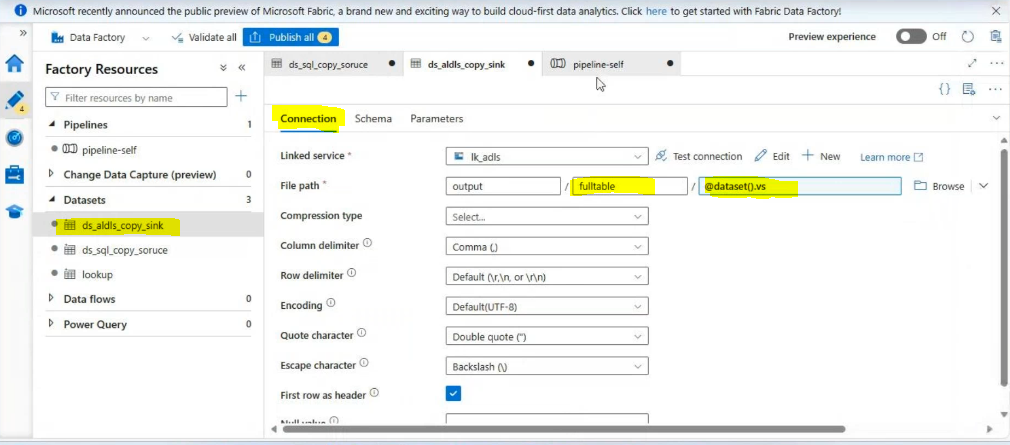 Microsoft recently announced the public preview of Microsoft Fabric, a brand new and exciting way to build cloud-first data analytics. Click here to get started with Fabric Data Factory!
Data Factory Validate all Publish all 4 Preview experience Off
Factory Resources
Filter resources by name
4
Pipelines 1
pipeline-self
Change Data Capture (preview) 0
Datasets 3
ds_aldls_copy_sink
ds_sql_copy_soruce
lookup
Data flows 0
Power Query 0
ds_sql_copy_soruce ds_aldls_copy_sink pipeline-self
Connection Schema Parameters
Linked service * lk_adls Test connection Edit New Learn more
File path * output / fulltable / @dataset().vs Browse
Compression type Select...
Column delimiter Comma (,)
Row delimiter Default (\r,\n, or \r\n)
Encoding Default(UTF-8)
Quote character Double quote (")
Escape character Backslash (\)
First row as header
Null value